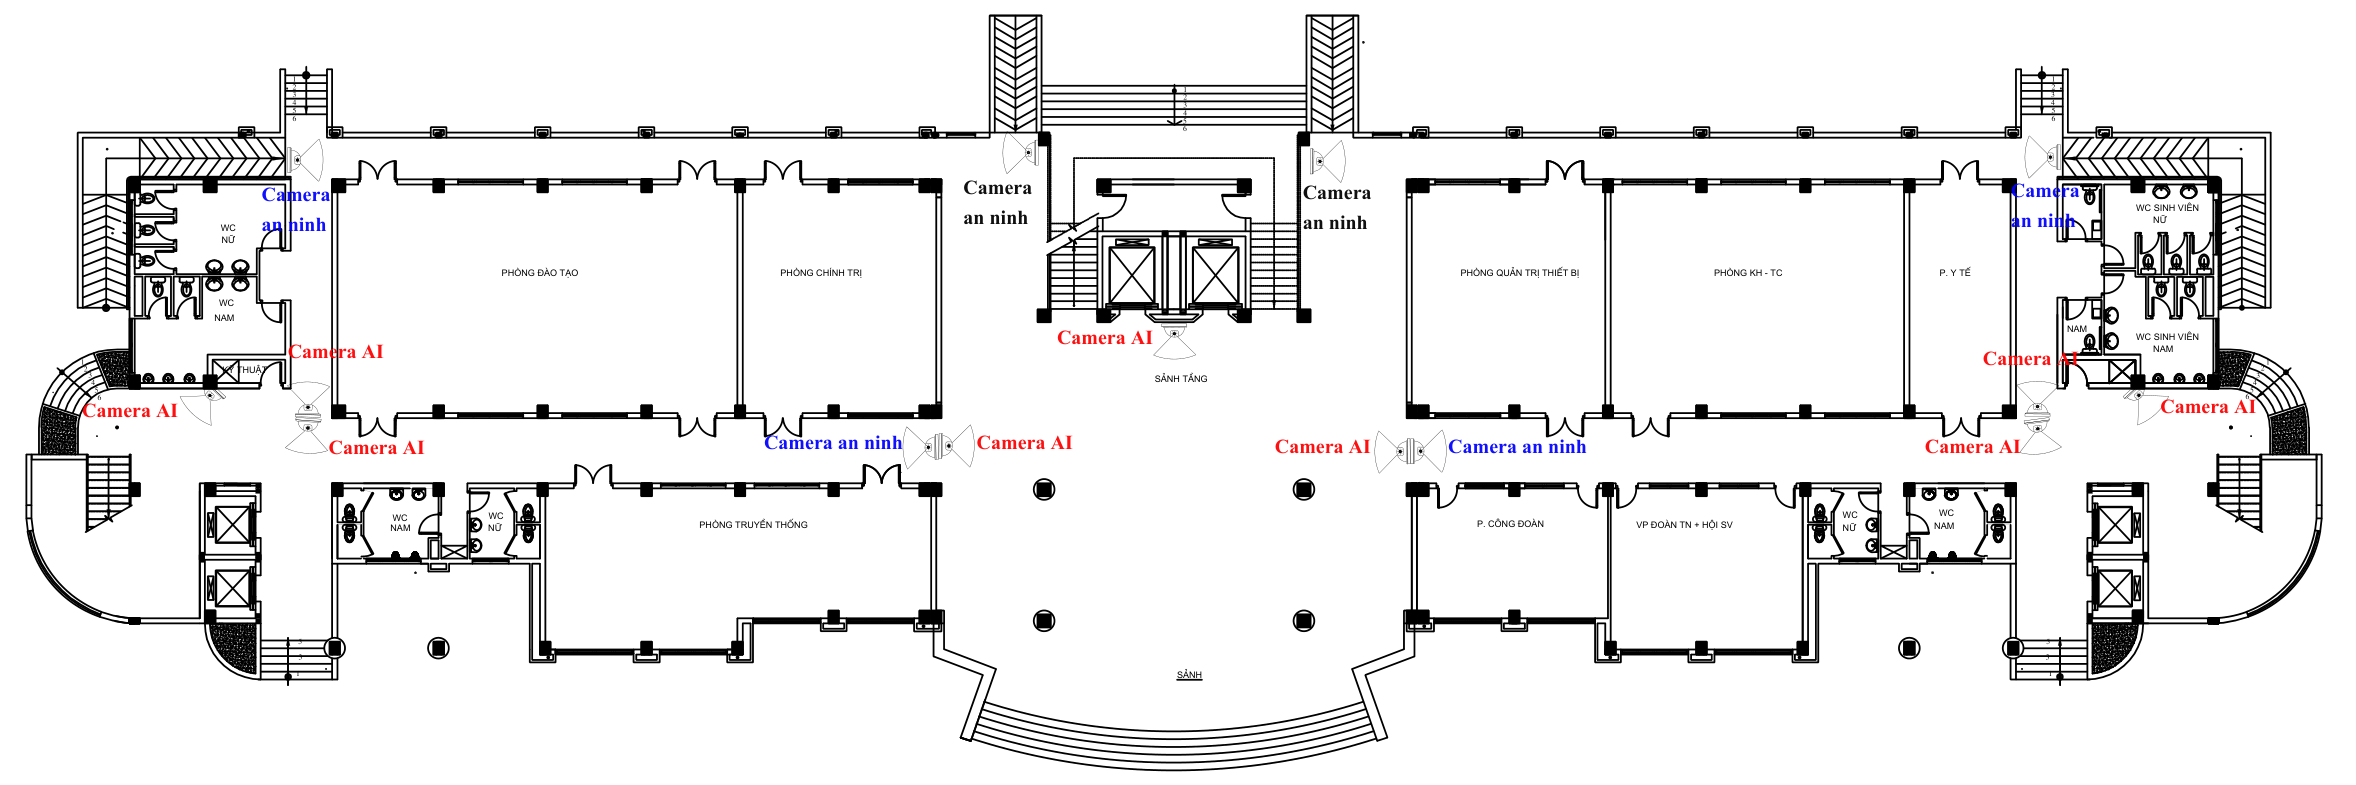 Camera
an ninh
Camera
an ninh
Camera
an ninh
Camera
an ninh
WC
NỮ
WC SINH VIÊN
NỮ
PHÒNG ĐÀO TẠO
PHÒNG CHÍNH TRỊ
PHÒNG QUẢN TRỊ THIẾT BỊ
PHÒNG KH - TC
P. Y TẾ
WC
NAM
NAM
WC SINH VIÊN
NAM
Camera AI
Camera AI
Camera AI
KỸ THUẬT
SẢNH TẦNG
Camera AI
Camera AI
Camera AI
Camera an ninh
Camera AI
Camera AI
Camera an ninh
Camera AI
WC
NAM
WC
NỮ
PHÒNG TRUYỀN THỐNG
P. CÔNG ĐOÀN
VP ĐOÀN TN + HỘI SV
WC
NỮ
WC
NAM
SẢNH